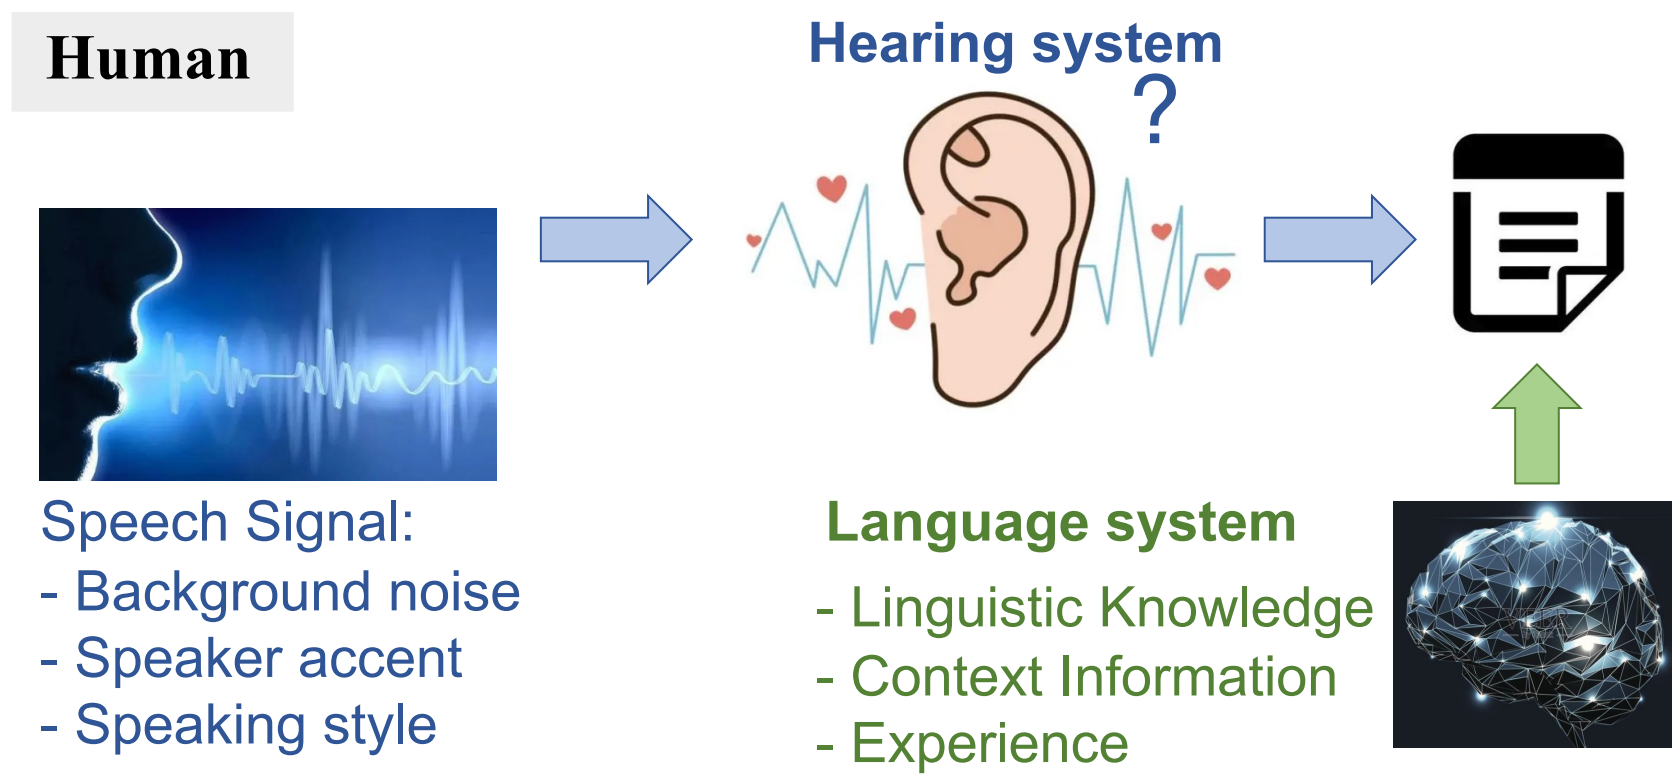 Human
Hearing system
?
Speech Signal:
- Background noise
- Speaker accent
- Speaking style
Language system
- Linguistic Knowledge
- Context Information
- Experience